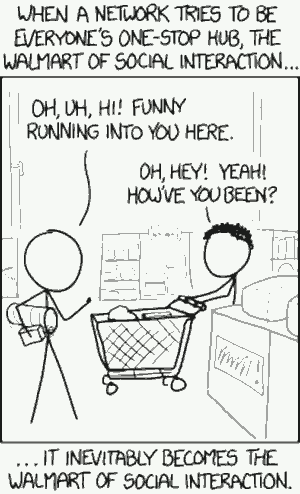 WHEN A NETWORK TRIES TO BE
EVERYONE'S ONE-STOP HUB, THE
WALMART OF SOCIAL INTERACTION...
OH, UH, HI! FUNNY
RUNNING INTO YOU HERE.
OH, HEY! YEAH!
HOW'VE YOU BEEN?
...IT INEVITABLY BECOMES THE
WALMART OF SOCIAL INTERACTION.